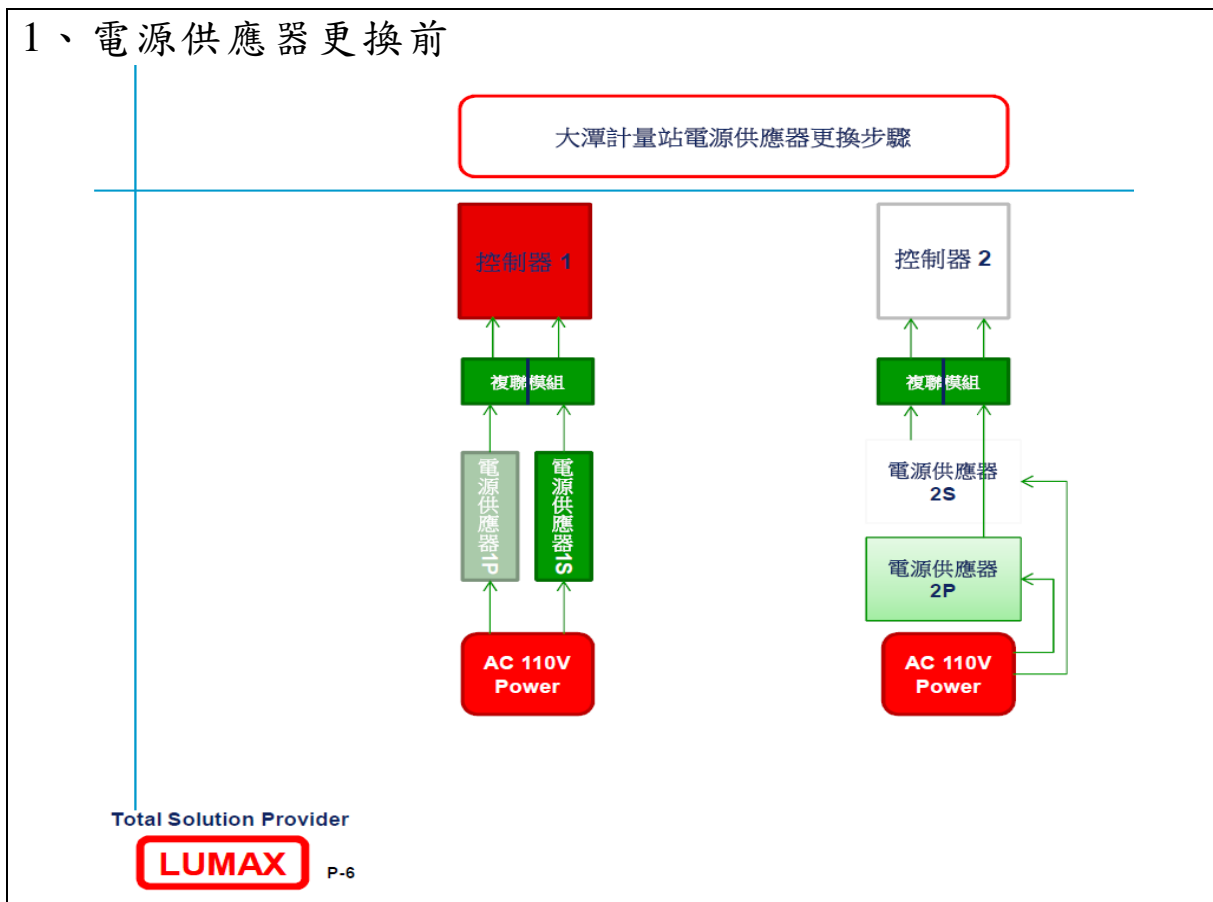 1、電源供應器更換前
大潭計量站電源供應器更換步驟
控制器 1
控制器 2
複聯模組
複聯模組
電源供應器1P
電源供應器1S
電源供應器
2S
電源供應器
2P
AC 110V
Power
AC 110V
Power
Total Solution Provider
LUMAX
P-6